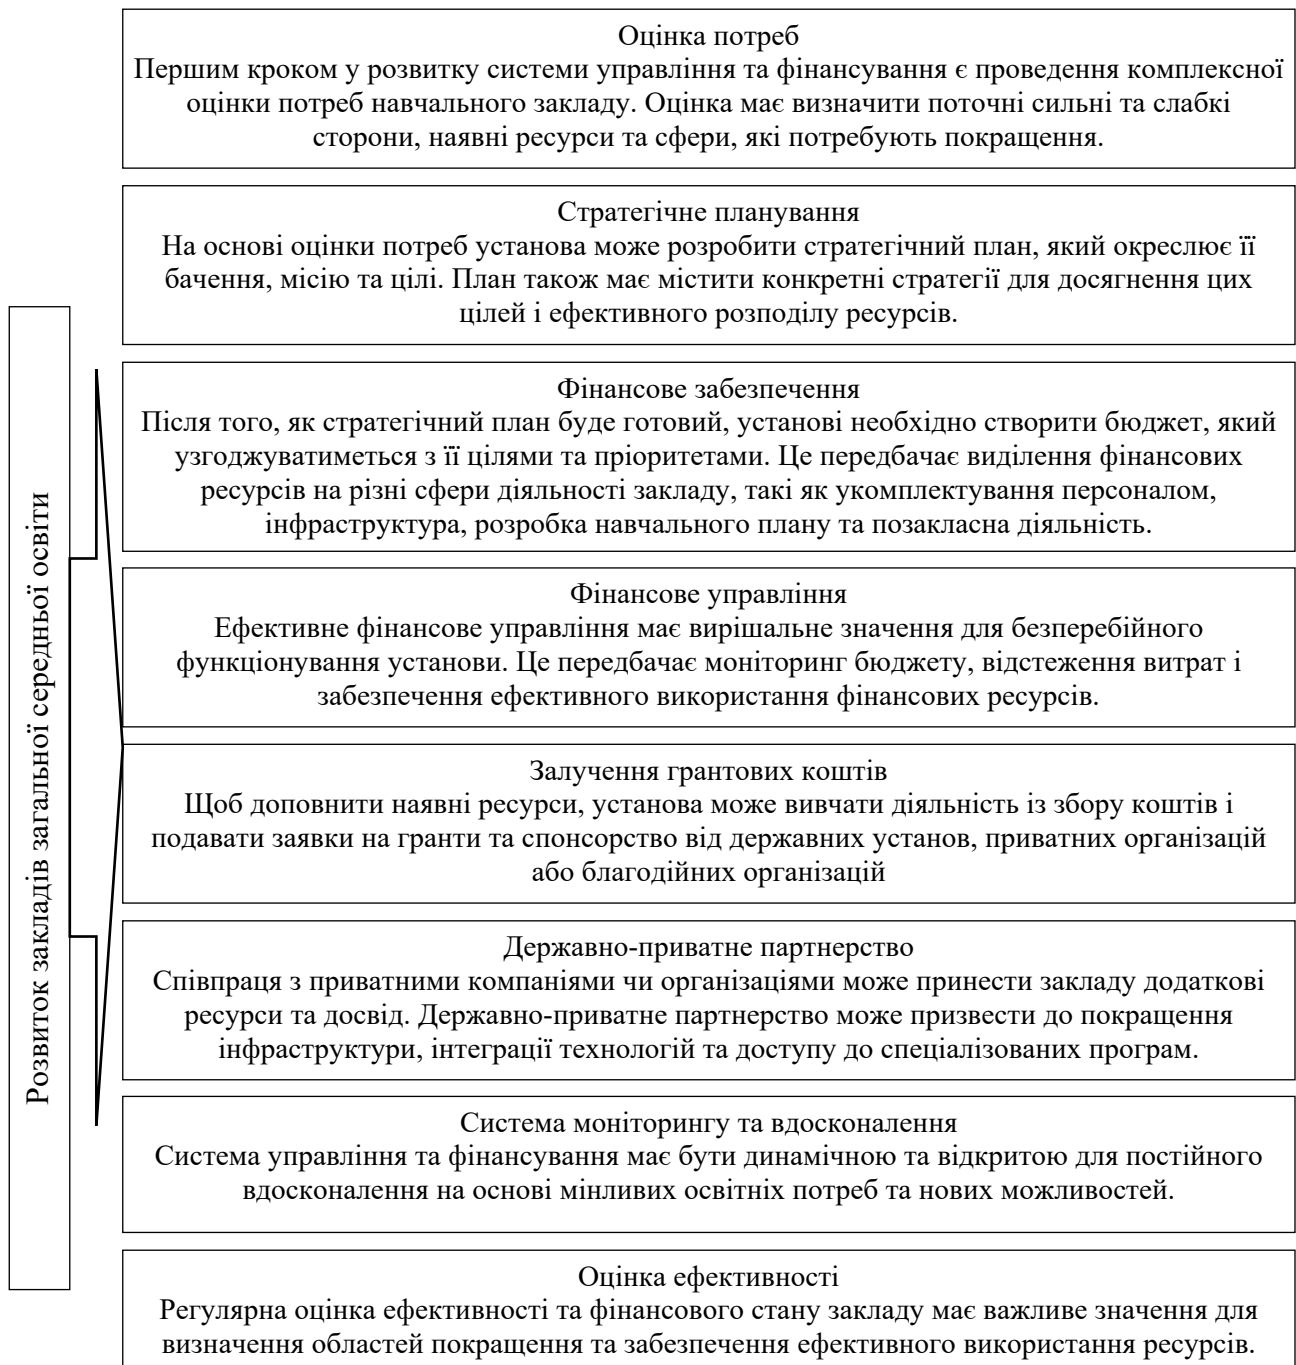 Оцінка потреб
Першим кроком у розвитку системи управління та фінансування є проведення комплексної
оцінки потреб навчального закладу. Оцінка має визначити поточні сильні та слабкі
сторони, наявні ресурси та сфери, які потребують покращення.
Стратегічне планування
На основі оцінки потреб установа може розробити стратегічний план, який окреслює її
бачення, місію та цілі. План також має містити конкретні стратегії для досягнення цих
цілей і ефективного розподілу ресурсів.
Розвиток закладів загальної середньої освіти
Фінансове забезпечення
Після того, як стратегічний план буде готовий, установі необхідно створити бюджет, який
узгоджуватиметься з її цілями та пріоритетами. Це передбачає виділення фінансових
ресурсів на різні сфери діяльності закладу, такі як укомплектування персоналом,
інфраструктура, розробка навчального плану та позакласна діяльність.
Фінансове управління
Ефективне фінансове управління має вирішальне значення для безперебійного
функціонування установи. Це передбачає моніторинг бюджету, відстеження витрат і
забезпечення ефективного використання фінансових ресурсів.
Залучення грантових коштів
Щоб доповнити наявні ресурси, установа може вивчати діяльність із збору коштів і
подавати заявки на гранти та спонсорство від державних установ, приватних організацій
або благодійних організацій
Державно-приватне партнерство
Співпраця з приватними компаніями чи організаціями може принести закладу додаткові
ресурси та досвід. Державно-приватне партнерство може призвести до покращення
інфраструктури, інтеграції технологій та доступу до спеціалізованих програм.
Система моніторингу та вдосконалення
Система управління та фінансування має бути динамічною та відкритою для постійного
вдосконалення на основі мінливих освітніх потреб та нових можливостей.
Оцінка ефективності
Регулярна оцінка ефективності та фінансового стану закладу має важливе значення для
визначення областей покращення та забезпечення ефективного використання ресурсів.